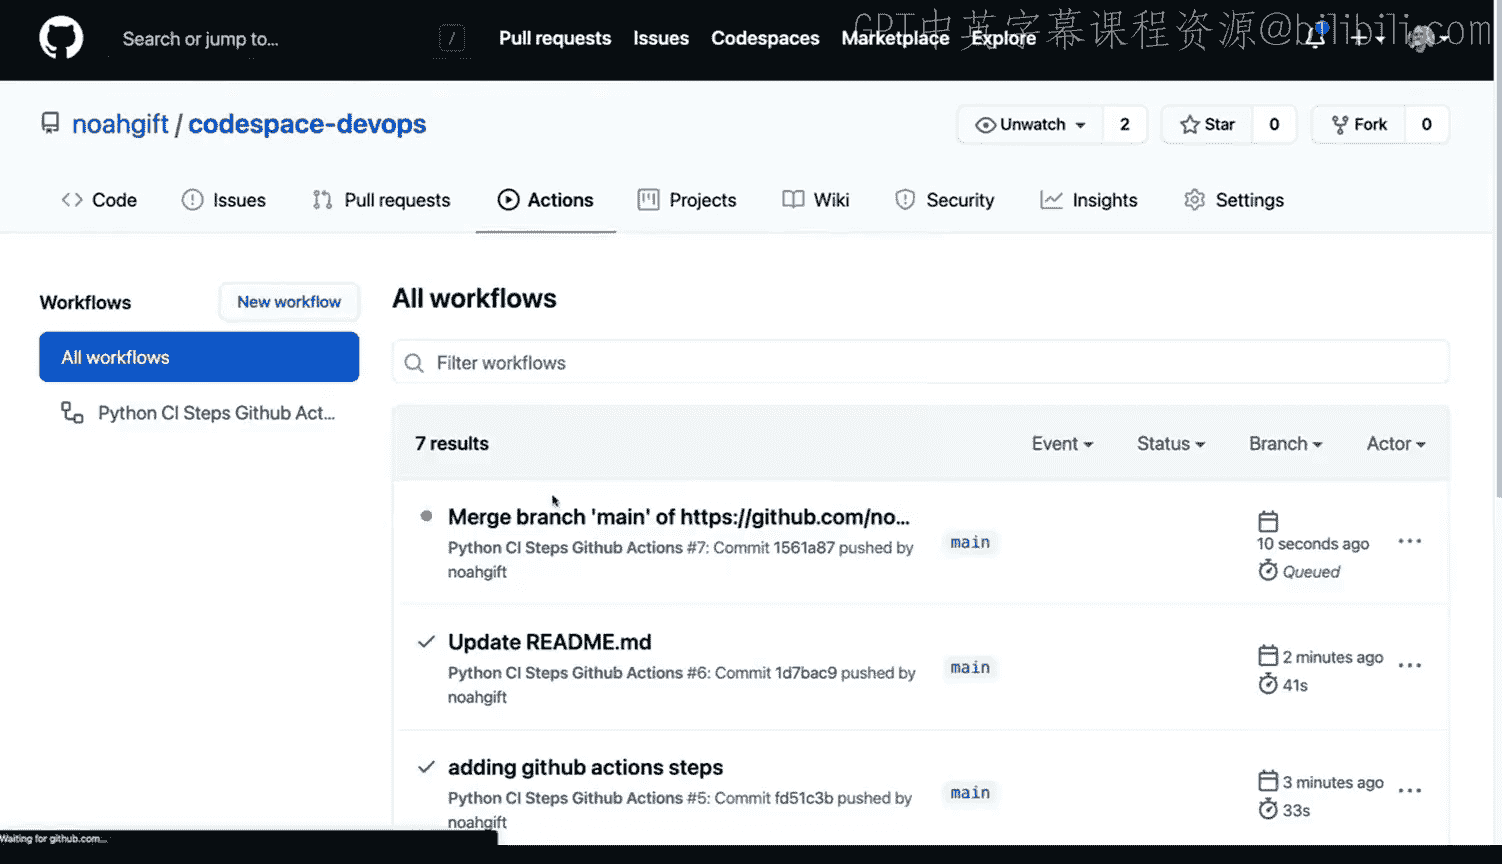 Search or jump to...
/
Pull requests
Issues
Codespaces
Marketplace
Explore
GPT中英字幕课程资源@bilibili.com
noahgift / codespace-devops
Unwatch
2
Star
0
Fork
0
Code
Issues
Pull requests
Actions
Projects
Wiki
Security
Insights
Settings
Workflows
New workflow
All workflows
Python CI Steps Github Act...
All workflows
Filter workflows
7 results
Event
Status
Branch
Actor
Merge branch 'main' of https://github.com/no...
Python CI Steps Github Actions #7: Commit 1561a87 pushed by
noahgift
main
10 seconds ago
Queued
Update README.md
Python CI Steps Github Actions #6: Commit 1d7bac9 pushed by
noahgift
main
2 minutes ago
41s
adding github actions steps
Python CI Steps Github Actions #5: Commit fd51c3b pushed by
noahgift
main
3 minutes ago
33s
Waiting for github.com...